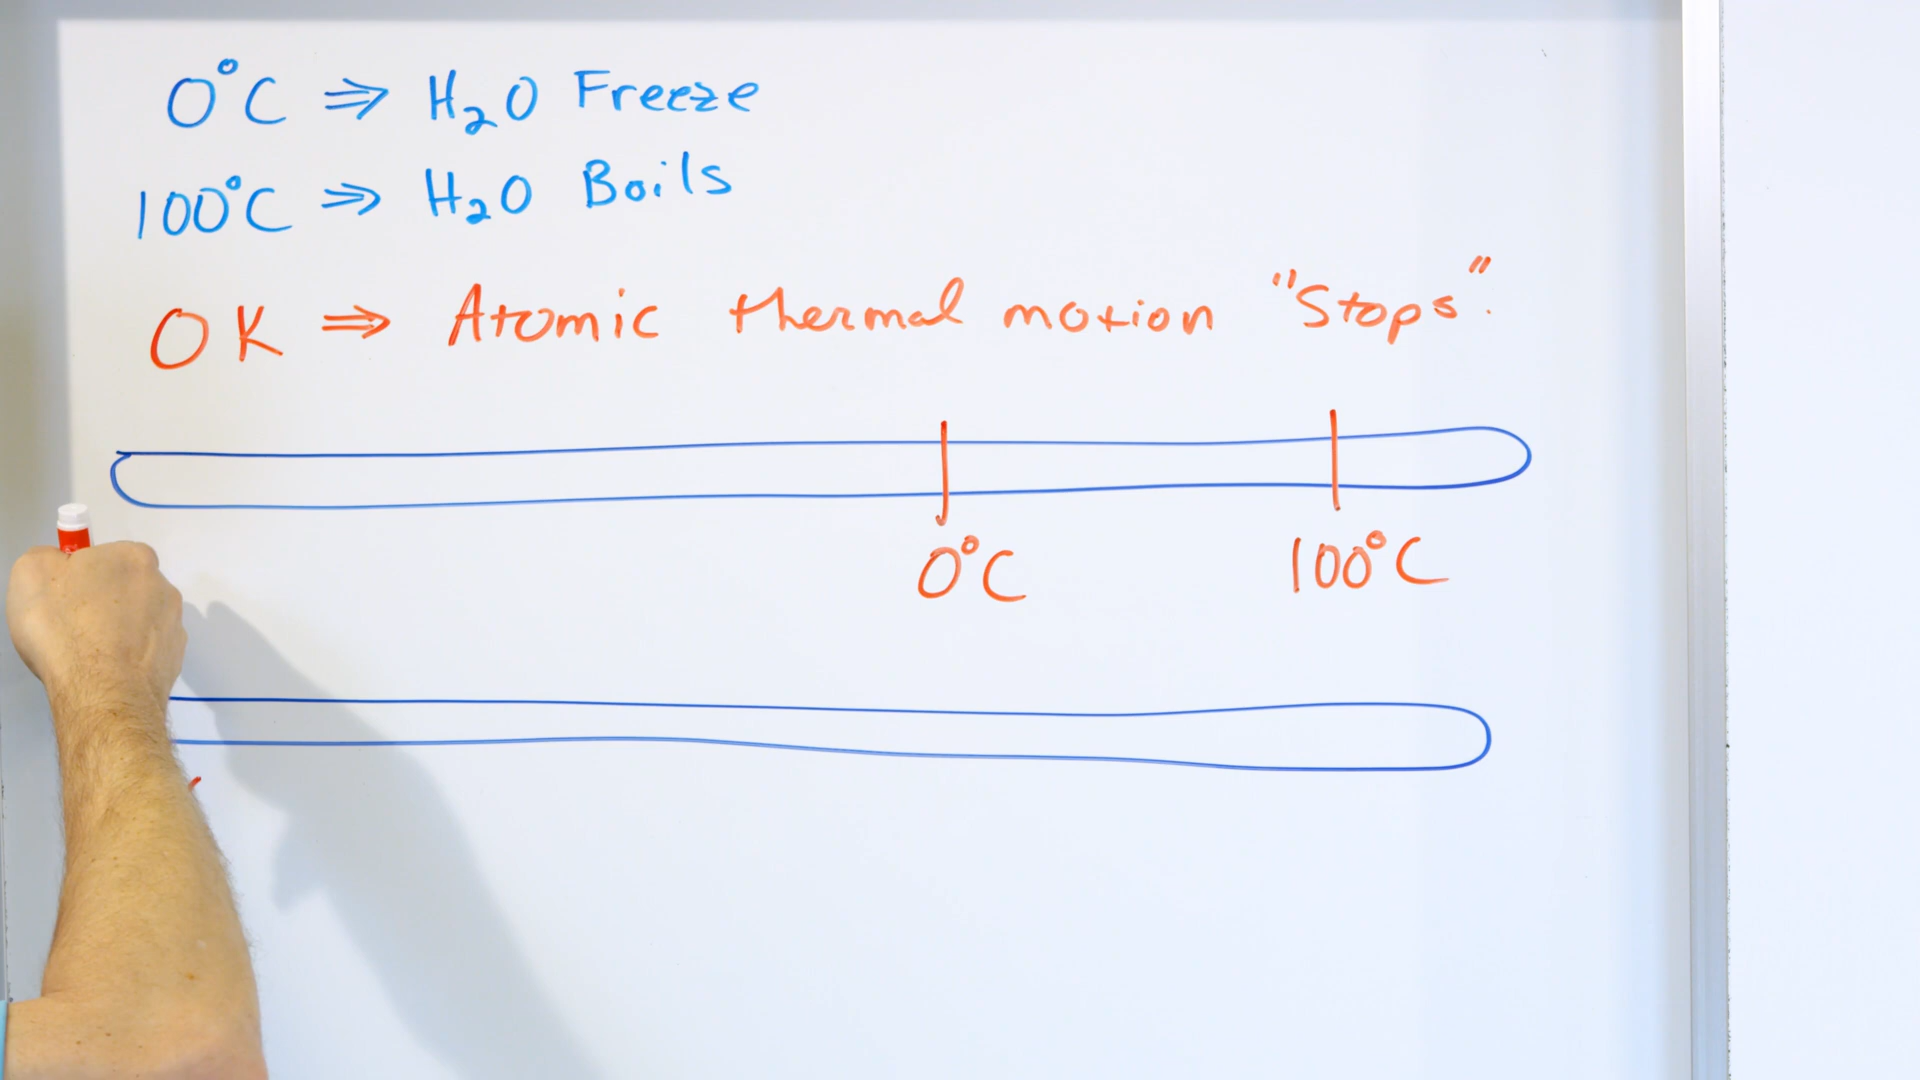 0°C ⇒ H₂O Freeze
100°C ⇒ H₂O Boils
0 K ⇒ Atomic thermal motion "Stops".
0°C 100°C